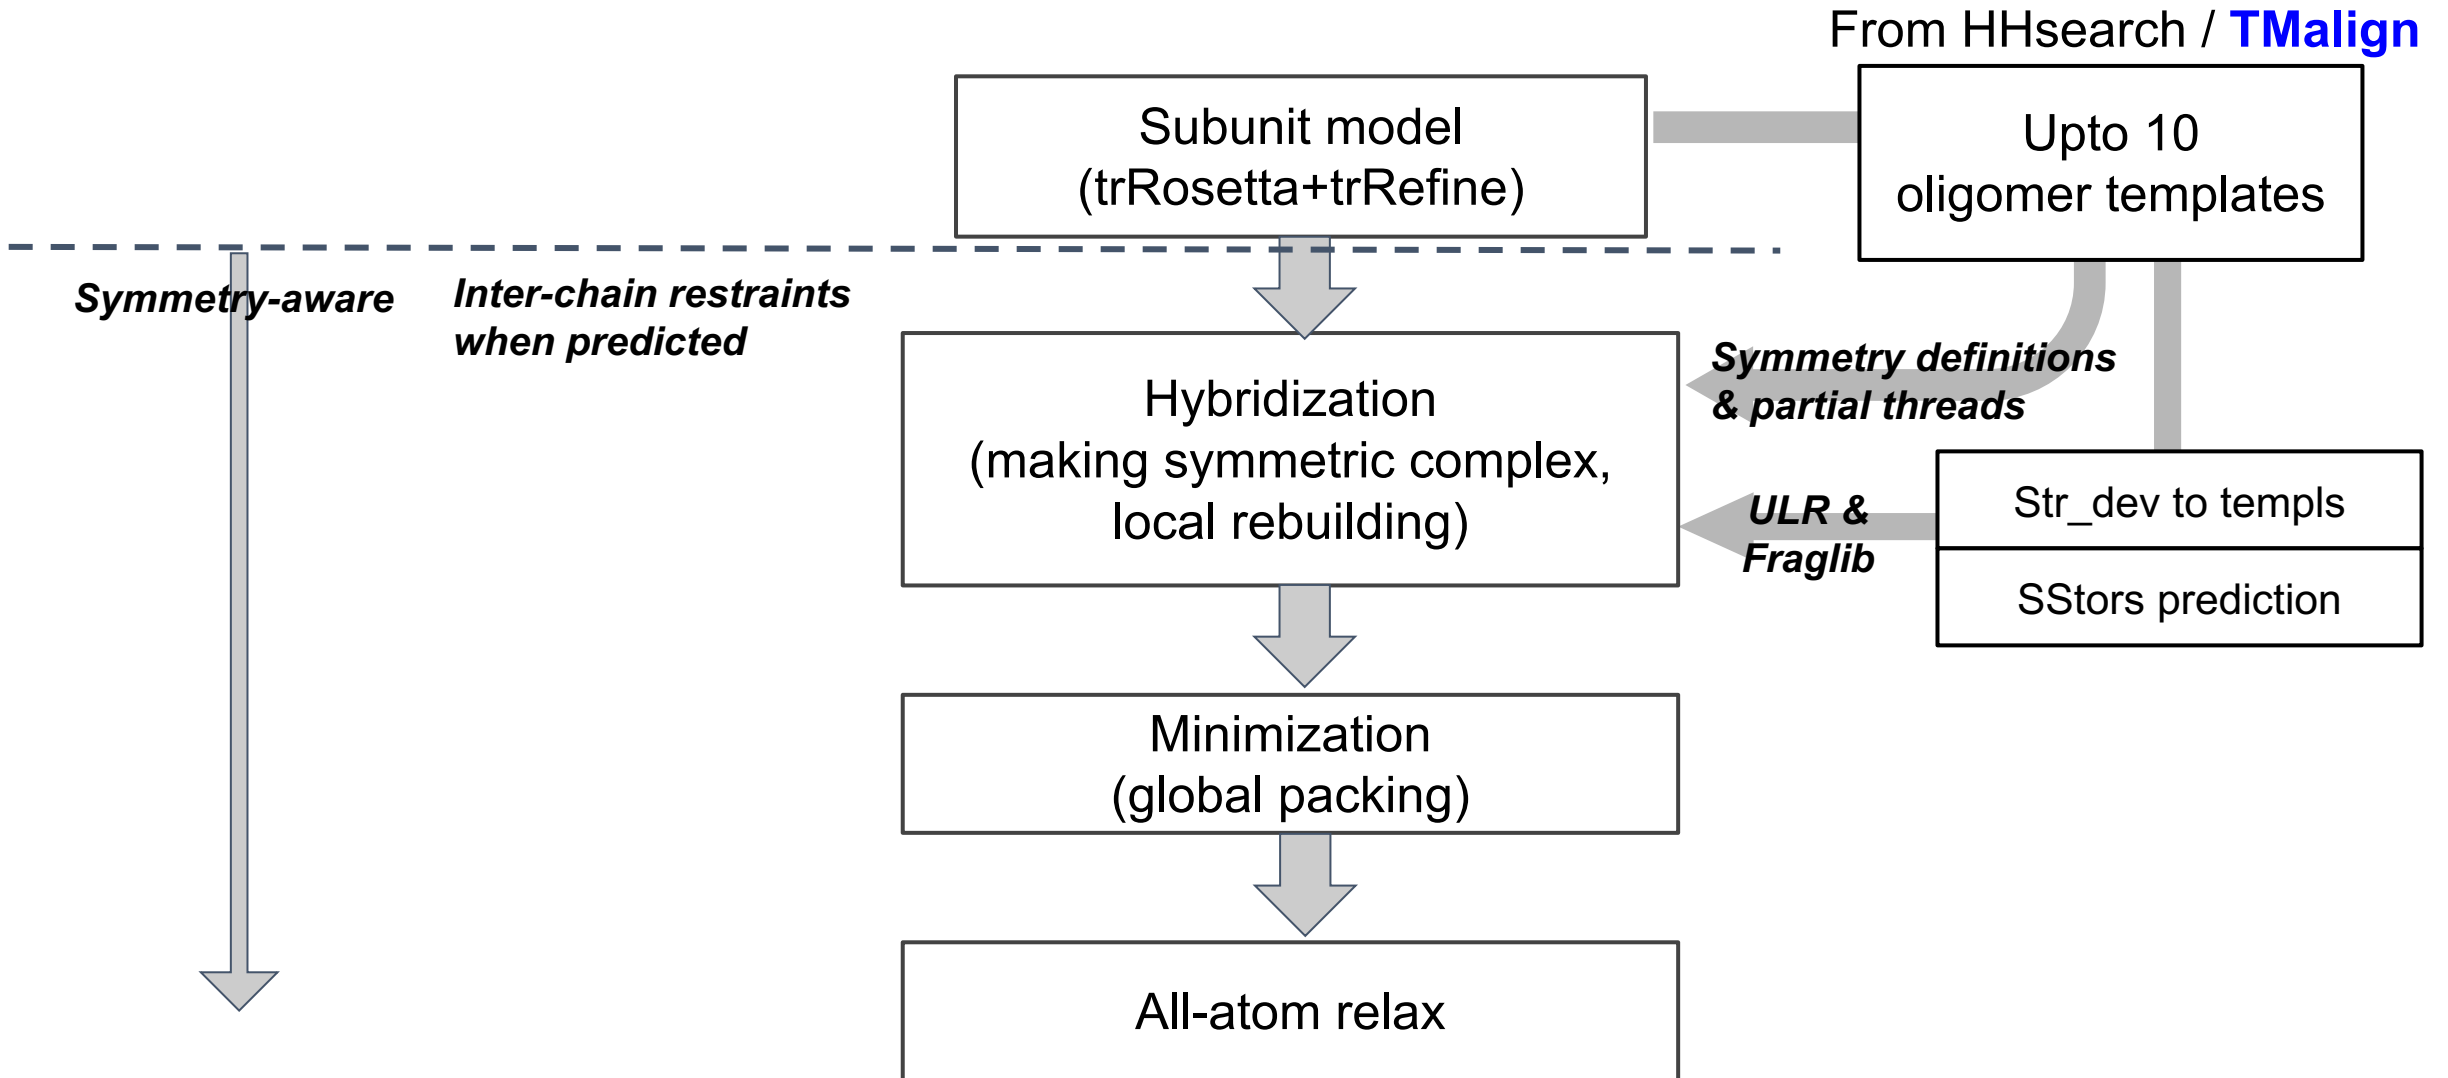 From HHsearch / TMalign
Subunit model
(trRosetta+trRefine)
Upto 10
oligomer templates
Symmetry-aware
Inter-chain restraints
when predicted
Hybridization
(making symmetric complex,
local rebuilding)
Symmetry definitions
& partial threads
ULR &
Fraglib
Str_dev to templs
SStors prediction
Minimization
(global packing)
All-atom relax